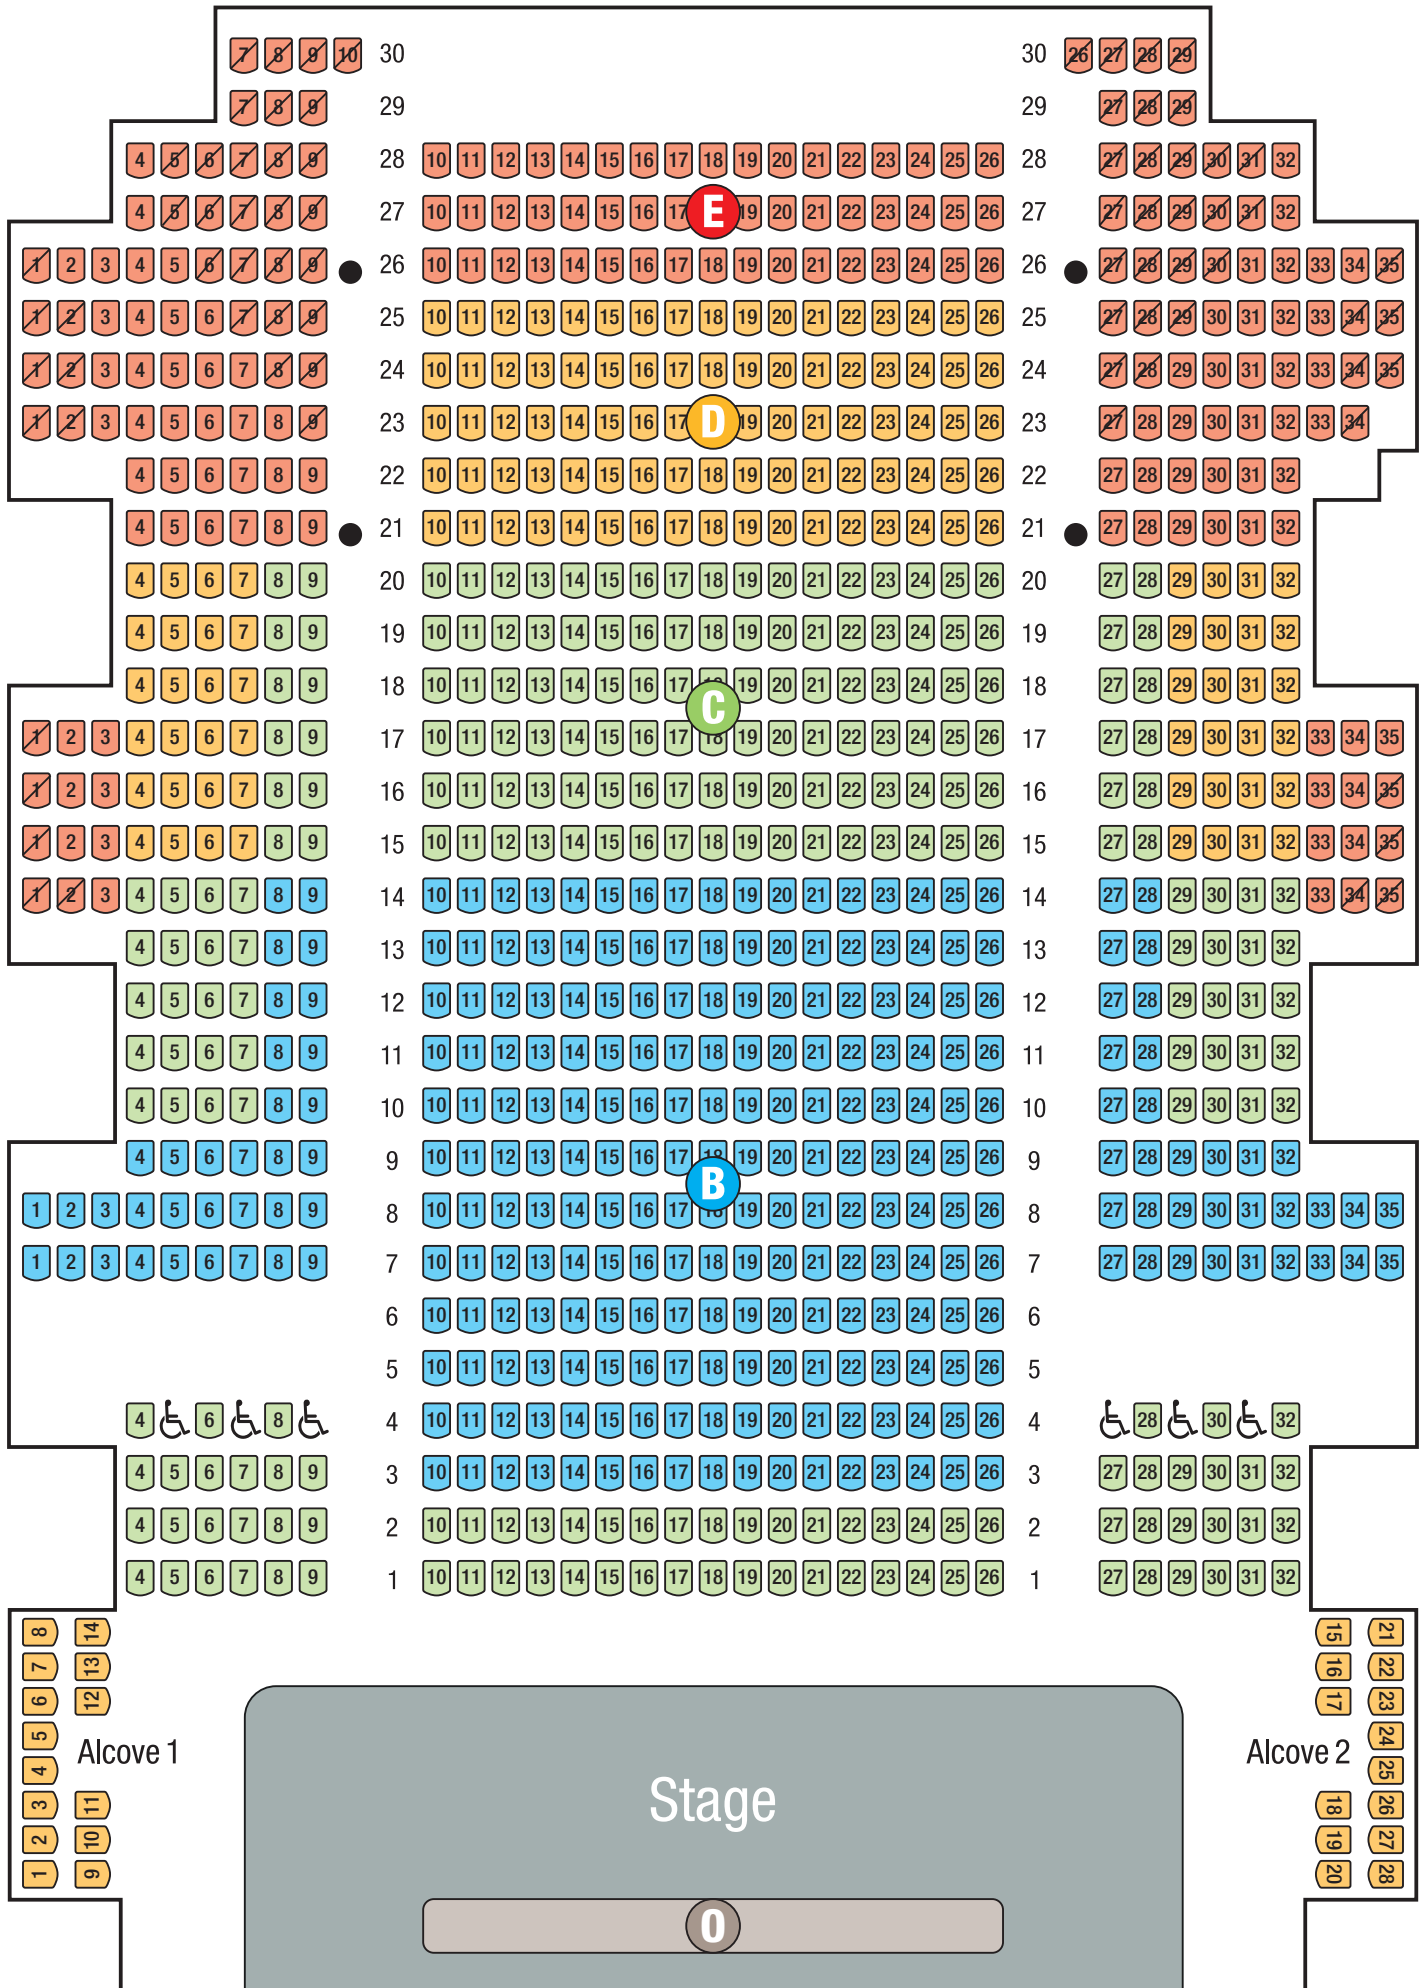 7 8 9 10 30 30 26 27 28 29
7 8 9 29 29 27 28 29
4 5 6 7 8 9 28 10 11 12 13 14 15 16 17 18 19 20 21 22 23 24 25 26 28 27 28 29 30 31 32
4 5 6 7 8 9 27 10 11 12 13 14 15 16 17 E 19 20 21 22 23 24 25 26 27 27 28 29 30 31 32
1 2 3 4 5 6 7 8 9 26 10 11 12 13 14 15 16 17 18 19 20 21 22 23 24 25 26 26 27 28 29 30 31 32 33 34 35
1 2 3 4 5 6 7 8 9 25 10 11 12 13 14 15 16 17 18 19 20 21 22 23 24 25 26 25 27 28 29 30 31 32 33 34 35
1 2 3 4 5 6 7 8 9 24 10 11 12 13 14 15 16 17 18 19 20 21 22 23 24 25 26 24 27 28 29 30 31 32 33 34 35
1 2 3 4 5 6 7 8 9 23 10 11 12 13 14 15 16 17 D 19 20 21 22 23 24 25 26 23 27 28 29 30 31 32 33 34
4 5 6 7 8 9 22 10 11 12 13 14 15 16 17 18 19 20 21 22 23 24 25 26 22 27 28 29 30 31 32
4 5 6 7 8 9 21 10 11 12 13 14 15 16 17 18 19 20 21 22 23 24 25 26 21 27 28 29 30 31 32
4 5 6 7 8 9 20 10 11 12 13 14 15 16 17 18 19 20 21 22 23 24 25 26 20 27 28 29 30 31 32
4 5 6 7 8 9 19 10 11 12 13 14 15 16 17 18 19 20 21 22 23 24 25 26 19 27 28 29 30 31 32
4 5 6 7 8 9 18 10 11 12 13 14 15 16 17 18 19 20 21 22 23 24 25 26 18 27 28 29 30 31 32
C
1 2 3 4 5 6 7 8 9 17 10 11 12 13 14 15 16 17 18 19 20 21 22 23 24 25 26 17 27 28 29 30 31 32 33 34 35
1 2 3 4 5 6 7 8 9 16 10 11 12 13 14 15 16 17 18 19 20 21 22 23 24 25 26 16 27 28 29 30 31 32 33 34 35
1 2 3 4 5 6 7 8 9 15 10 11 12 13 14 15 16 17 18 19 20 21 22 23 24 25 26 15 27 28 29 30 31 32 33 34 35
1 2 3 4 5 6 7 8 9 14 10 11 12 13 14 15 16 17 18 19 20 21 22 23 24 25 26 14 27 28 29 30 31 32 33 34 35
4 5 6 7 8 9 13 10 11 12 13 14 15 16 17 18 19 20 21 22 23 24 25 26 13 27 28 29 30 31 32
4 5 6 7 8 9 12 10 11 12 13 14 15 16 17 18 19 20 21 22 23 24 25 26 12 27 28 29 30 31 32
4 5 6 7 8 9 11 10 11 12 13 14 15 16 17 18 19 20 21 22 23 24 25 26 11 27 28 29 30 31 32
4 5 6 7 8 9 10 10 11 12 13 14 15 16 17 18 19 20 21 22 23 24 25 26 10 27 28 29 30 31 32
4 5 6 7 8 9 9 10 11 12 13 14 15 16 17 18 19 20 21 22 23 24 25 26 9 27 28 29 30 31 32
B
1 2 3 4 5 6 7 8 9 8 10 11 12 13 14 15 16 17 18 19 20 21 22 23 24 25 26 8 27 28 29 30 31 32 33 34 35
1 2 3 4 5 6 7 8 9 7 10 11 12 13 14 15 16 17 18 19 20 21 22 23 24 25 26 7 27 28 29 30 31 32 33 34 35
6 10 11 12 13 14 15 16 17 18 19 20 21 22 23 24 25 26 6
5 10 11 12 13 14 15 16 17 18 19 20 21 22 23 24 25 26 5
4 6 8 4 10 11 12 13 14 15 16 17 18 19 20 21 22 23 24 25 26 4 28 30 32
4 5 6 7 8 9 3 10 11 12 13 14 15 16 17 18 19 20 21 22 23 24 25 26 3 27 28 29 30 31 32
4 5 6 7 8 9 2 10 11 12 13 14 15 16 17 18 19 20 21 22 23 24 25 26 2 27 28 29 30 31 32
4 5 6 7 8 9 1 10 11 12 13 14 15 16 17 18 19 20 21 22 23 24 25 26 1 27 28 29 30 31 32
8 14 15 21
7 13 16 22
6 12 17 23
5 24
Alcove 1 Alcove 2
4 25
3 11 18 26
Stage
2 10 19 27
1 9 20 28
O